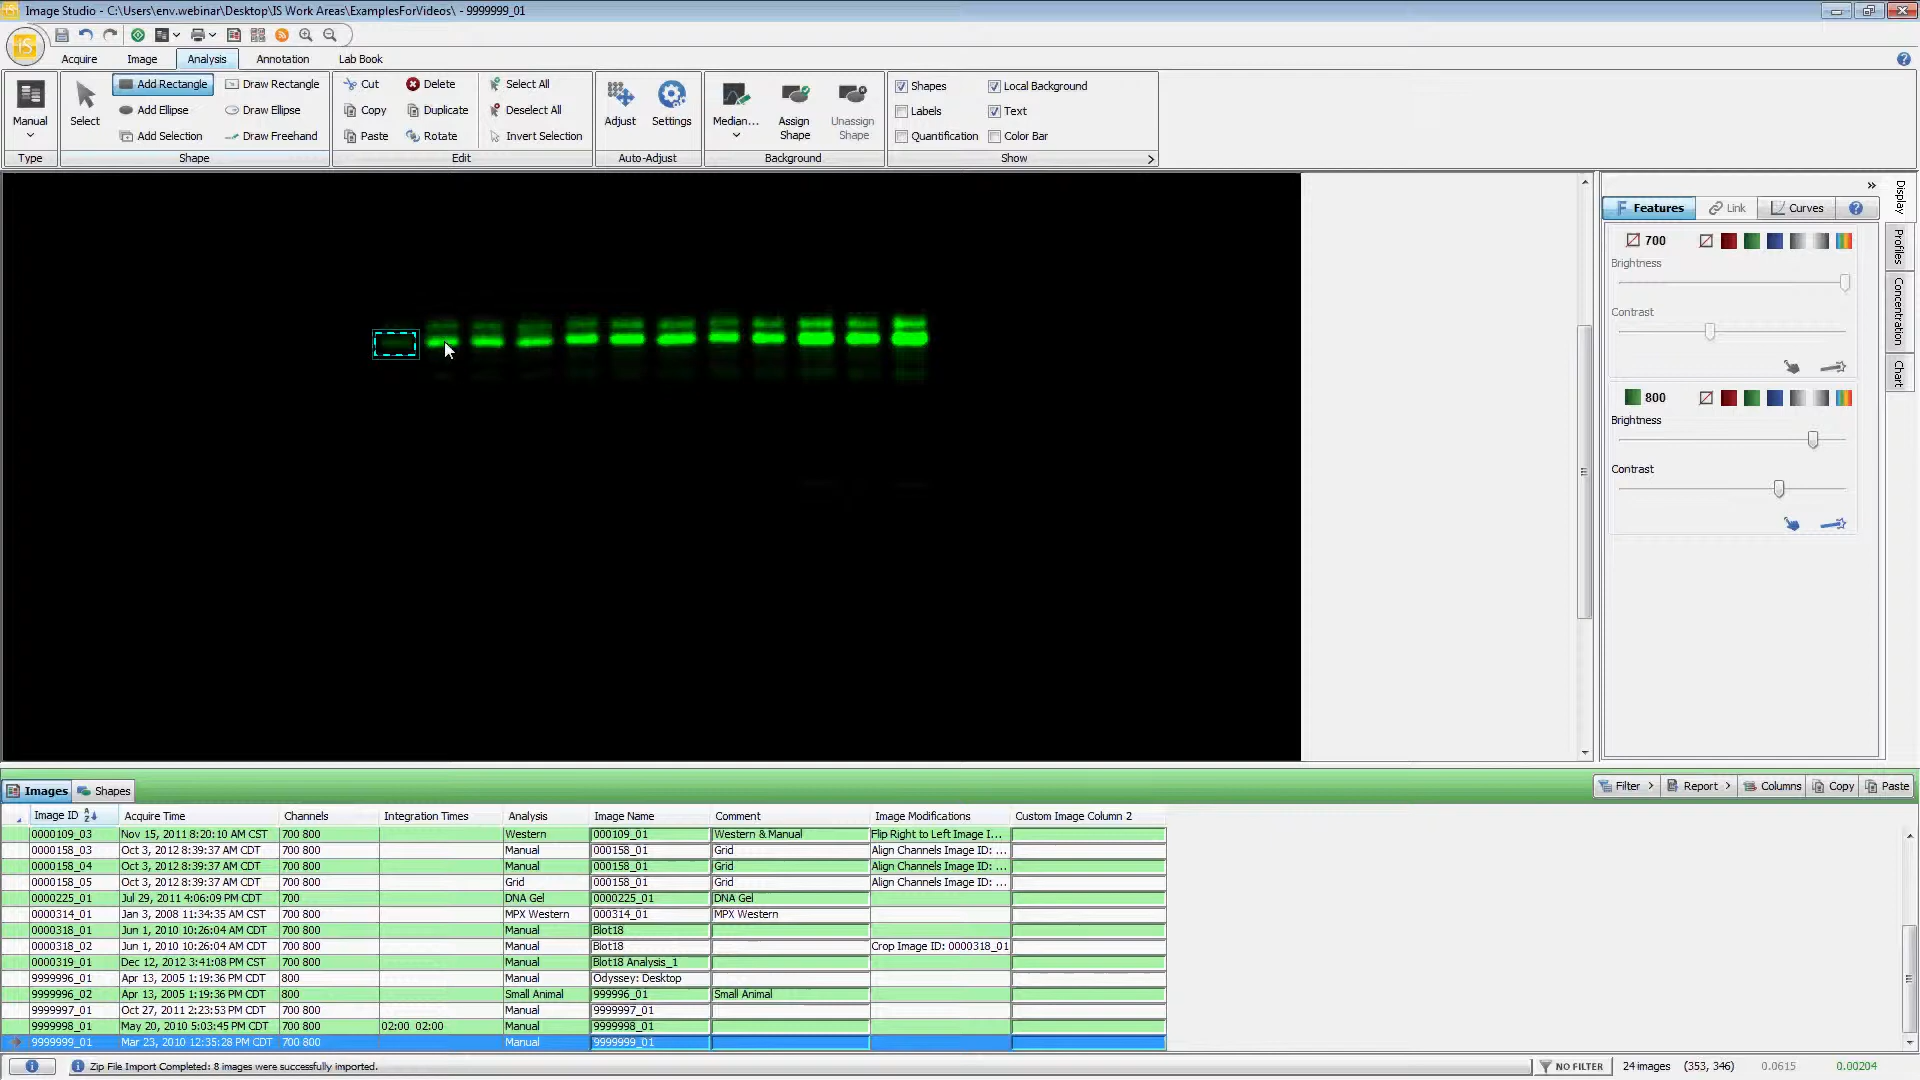 Image Studio - C:\Users\env.webinar\Desktop\IS Work Areas\ExamplesForVideos\ - 9999999_01
IS
Acquire Image Analysis Annotation Lab Book
Manual Select Add Rectangle Draw Rectangle Cut Delete Select All Adjust Settings Median... Assign Shape Unassign Shape Shapes Local Background
Add Ellipse Draw Ellipse Copy Duplicate Deselect All Labels Text
Add Selection Draw Freehand Paste Rotate Invert Selection Quantification Color Bar
Type Shape Edit Auto-Adjust Background Show
Display
Features Link Curves
Profiles
Concentration
Chart
700
Brightness
Contrast
800
Brightness
Contrast
Images Shapes Filter Report Columns Copy Paste
Image ID Acquire Time Channels Integration Times Analysis Image Name Comment Image Modifications Custom Image Column 2
0000109_03 Nov 15, 2011 8:20:10 AM CST 700 800 Western 000109_01 Western & Manual Flip Right to Left Image I...
0000158_03 Oct 3, 2012 8:39:37 AM CDT 700 800 Manual 000158_01 Grid Align Channels Image ID: ...
0000158_04 Oct 3, 2012 8:39:37 AM CDT 700 800 Manual 000158_01 Grid Align Channels Image ID: ...
0000158_05 Oct 3, 2012 8:39:37 AM CDT 700 800 Grid 000158_01 Grid Align Channels Image ID: ...
0000225_01 Jul 29, 2011 4:06:09 PM CDT 700 DNA Gel 0000225_01 DNA Gel
0000314_01 Jan 3, 2008 11:34:35 AM CST 700 800 MPX Western 000314_01 MPX Western
0000318_01 Jun 1, 2010 10:26:04 AM CDT 700 800 Manual Blot18
0000318_02 Jun 1, 2010 10:26:04 AM CDT 700 800 Manual Blot18 Crop Image ID: 0000318_01
0000319_01 Dec 12, 2012 3:41:08 PM CST 700 800 Manual Blot18 Analysis_1
9999996_01 Apr 13, 2005 1:19:36 PM CDT 800 Manual Odyssey: Desktop
9999996_02 Apr 13, 2005 1:19:36 PM CDT 800 Small Animal 999996_01 Small Animal
9999997_01 Oct 27, 2011 2:23:53 PM CDT 700 800 Manual 9999997_01
9999998_01 May 20, 2010 5:03:45 PM CDT 700 800 02:00 02:00 Manual 9999998_01
9999999_01 Mar 23, 2010 12:35:28 PM CDT 700 800 Manual 9999999_01
Zip File Import Completed: 8 images were successfully imported. NO FILTER 24 images (353, 346) 0.0615 0.00204